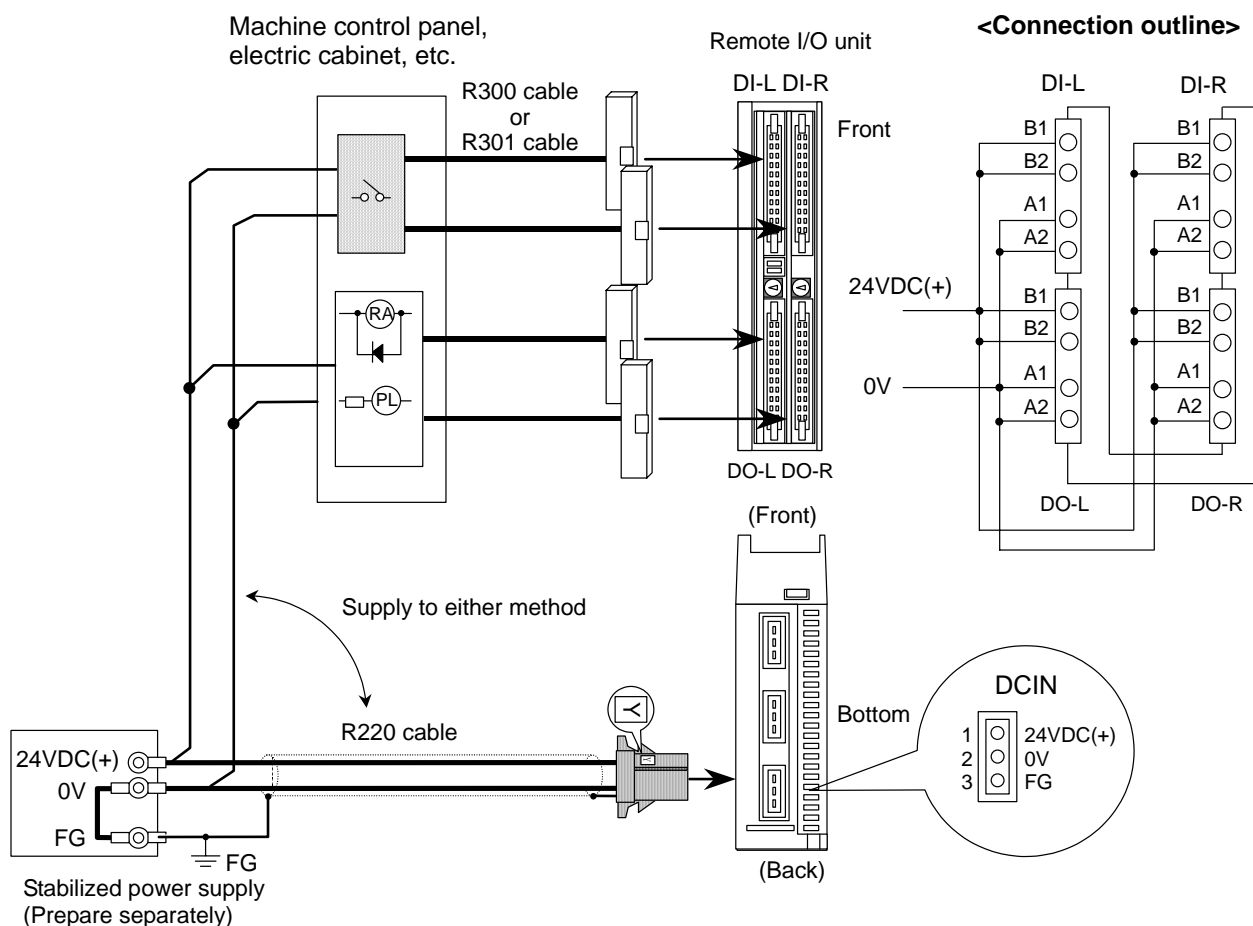 Machine control panel,
electric cabinet, etc.
R300 cable
or
R301 cable
Remote I/O unit
DI-L DI-R
Front
DO-L DO-R
(Front)
RA
PL
<Connection outline>
DI-L
DI-R
B1
B2
A1
A2
B1
B2
A1
A2
24VDC(+)
0V
B1
B2
A1
A2
B1
B2
A1
A2
DO-L
DO-R
Supply to either method
R220 cable
Y
Bottom
(Back)
DCIN
1 24VDC(+)
2 0V
3 FG
24VDC(+)
0V
FG
FG
Stabilized power supply
(Prepare separately)